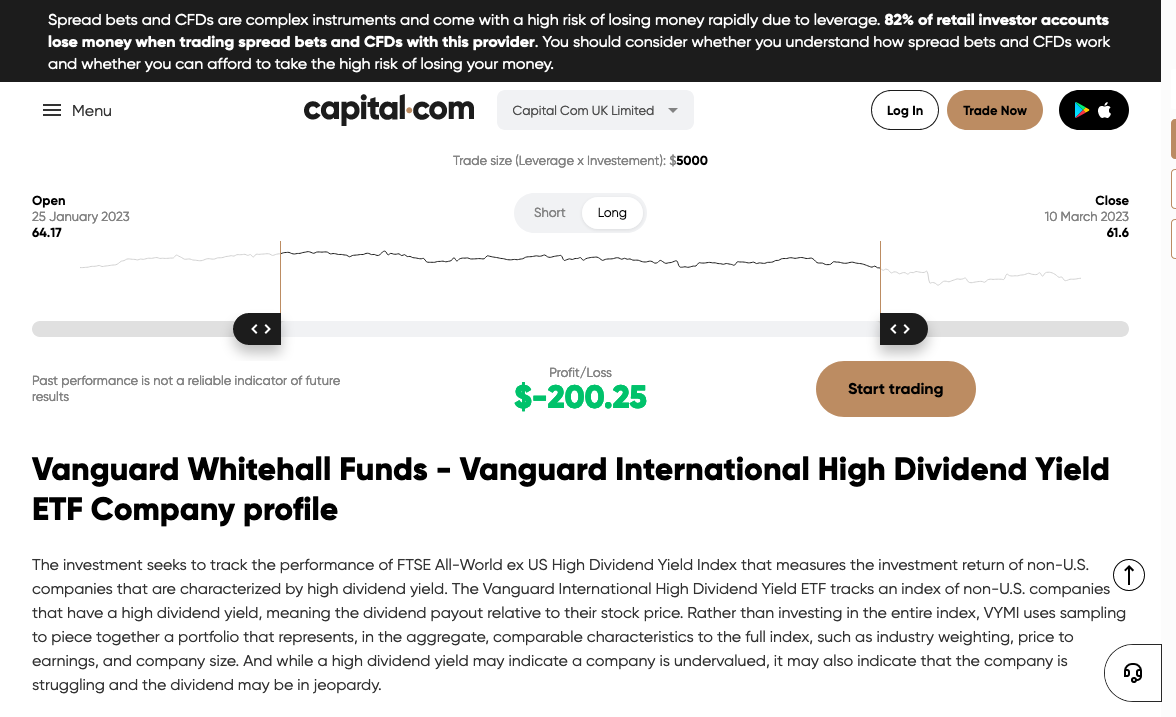 Spread bets and CFDs are complex instruments and come with a high risk of losing money rapidly due to leverage. 82% of retail investor accounts
lose money when trading spread bets and CFDs with this provider. You should consider whether you understand how spread bets and CFDs work
and whether you can afford to take the high risk of losing your money.
Menu
capital.com
Capital Com UK Limited
Log In
Trade Now
Trade size (Leverage x Investement): $5000
Open
25 January 2023
64.17
Short
Long
Close
10 March 2023
61.6
Past performance is not a reliable indicator of future
results
Profit/Loss
$-200.25
Start trading
Vanguard Whitehall Funds - Vanguard International High Dividend Yield
ETF Company profile
The investment seeks to track the performance of FTSE All-World ex US High Dividend Yield Index that measures the investment return of non-U.S.
companies that are characterized by high dividend yield. The Vanguard International High Dividend Yield ETF tracks an index of non-U.S. companies
that have a high dividend yield, meaning the dividend payout relative to their stock price. Rather than investing in the entire index, VYMI uses sampling
to piece together a portfolio that represents, in the aggregate, comparable characteristics to the full index, such as industry weighting, price to
earnings, and company size. And while a high dividend yield may indicate a company is undervalued, it may also indicate that the company is
struggling and the dividend may be in jeopardy.